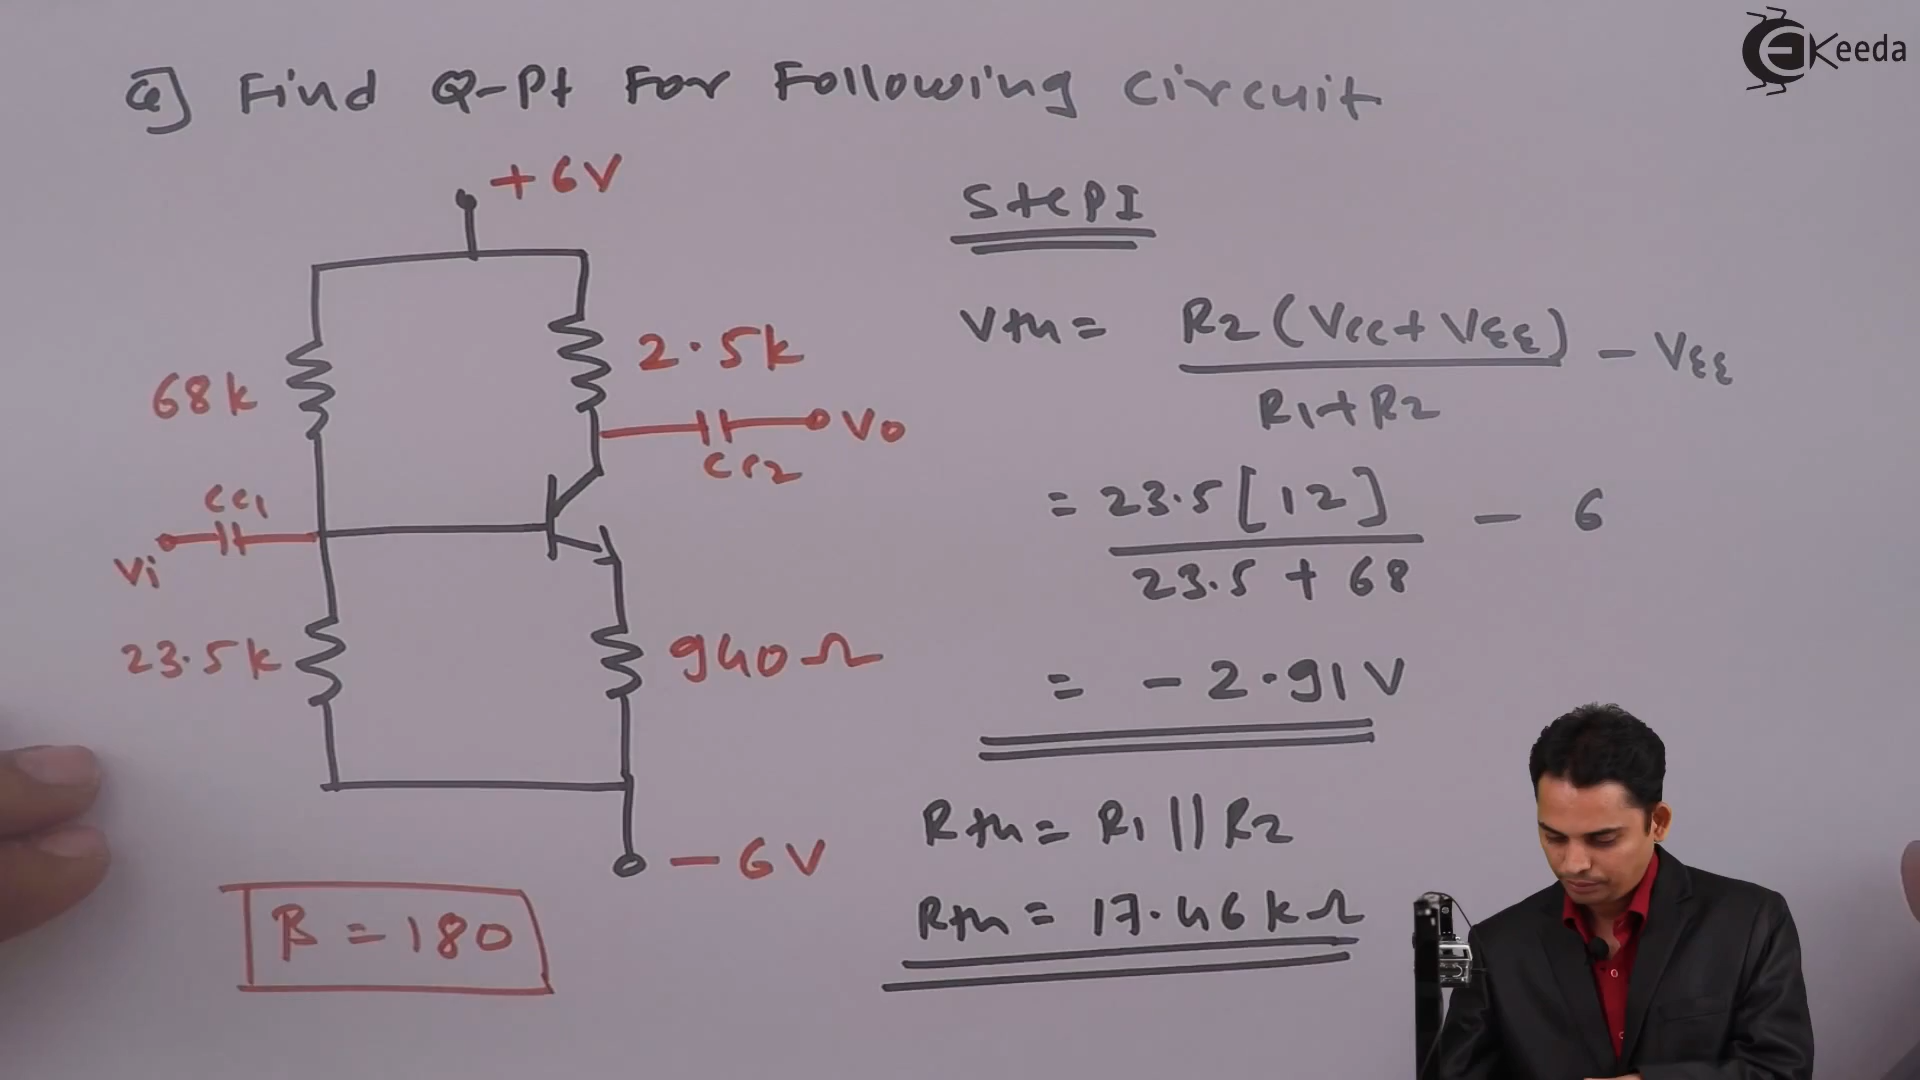 Q] Find Q-Pt For Following Circuit
EKeeda
+6V
68k
2.5k
Vo
CC2
CC1
Vi
23.5k
940Ω
-6V
β = 180
Step I
Vth = R2 (VCC + VEE) / R1 + R2 - VEE
= 23.5 [12] / 23.5 + 68 - 6
= -2.91V
Rth = R1 || R2
Rth = 17.46 kΩ